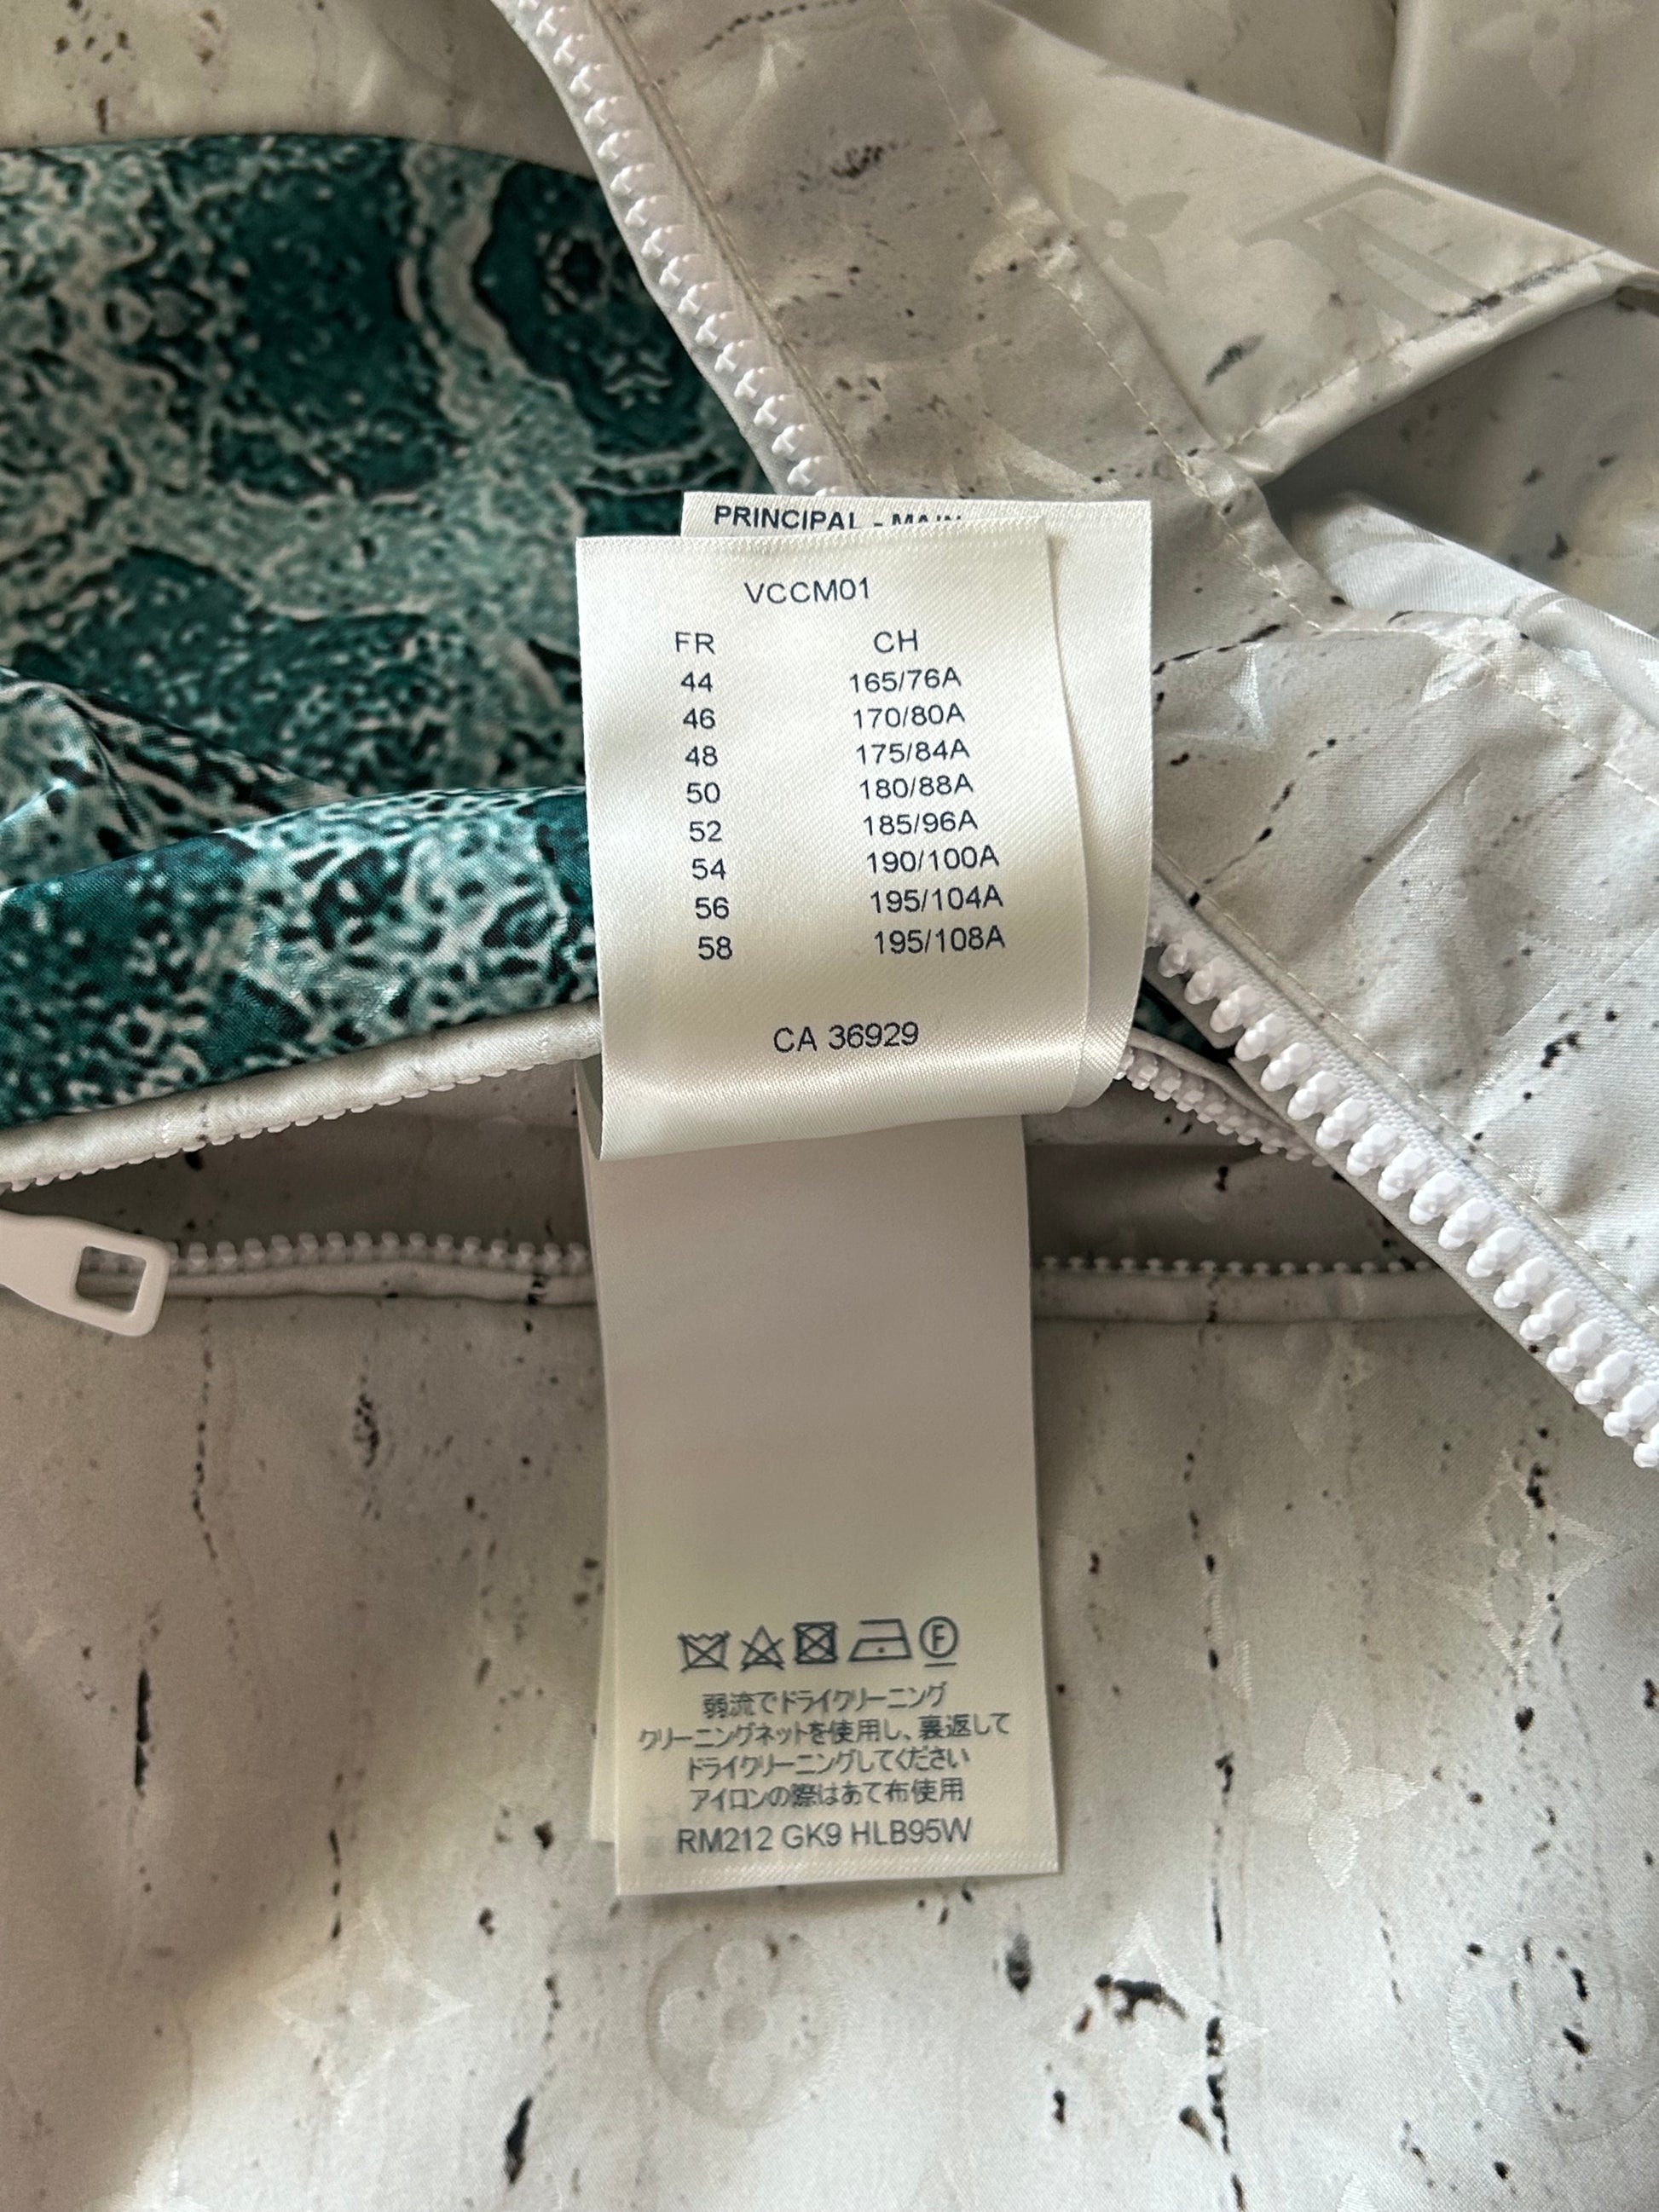 PRINCIPAL - MAIN
VCCM01
FR CH
44 165/76A
46 170/80A
48 175/84A
50 180/88A
52 185/96A
54 190/100A
56 195/104A
58 195/108A
CA 36929
F
弱流でドライクリーニング
クリーニングネットを使用し、裏返して
ドライクリーニングしてください
アイロンの際はあて布使用
RM212 GK9 HLB95W